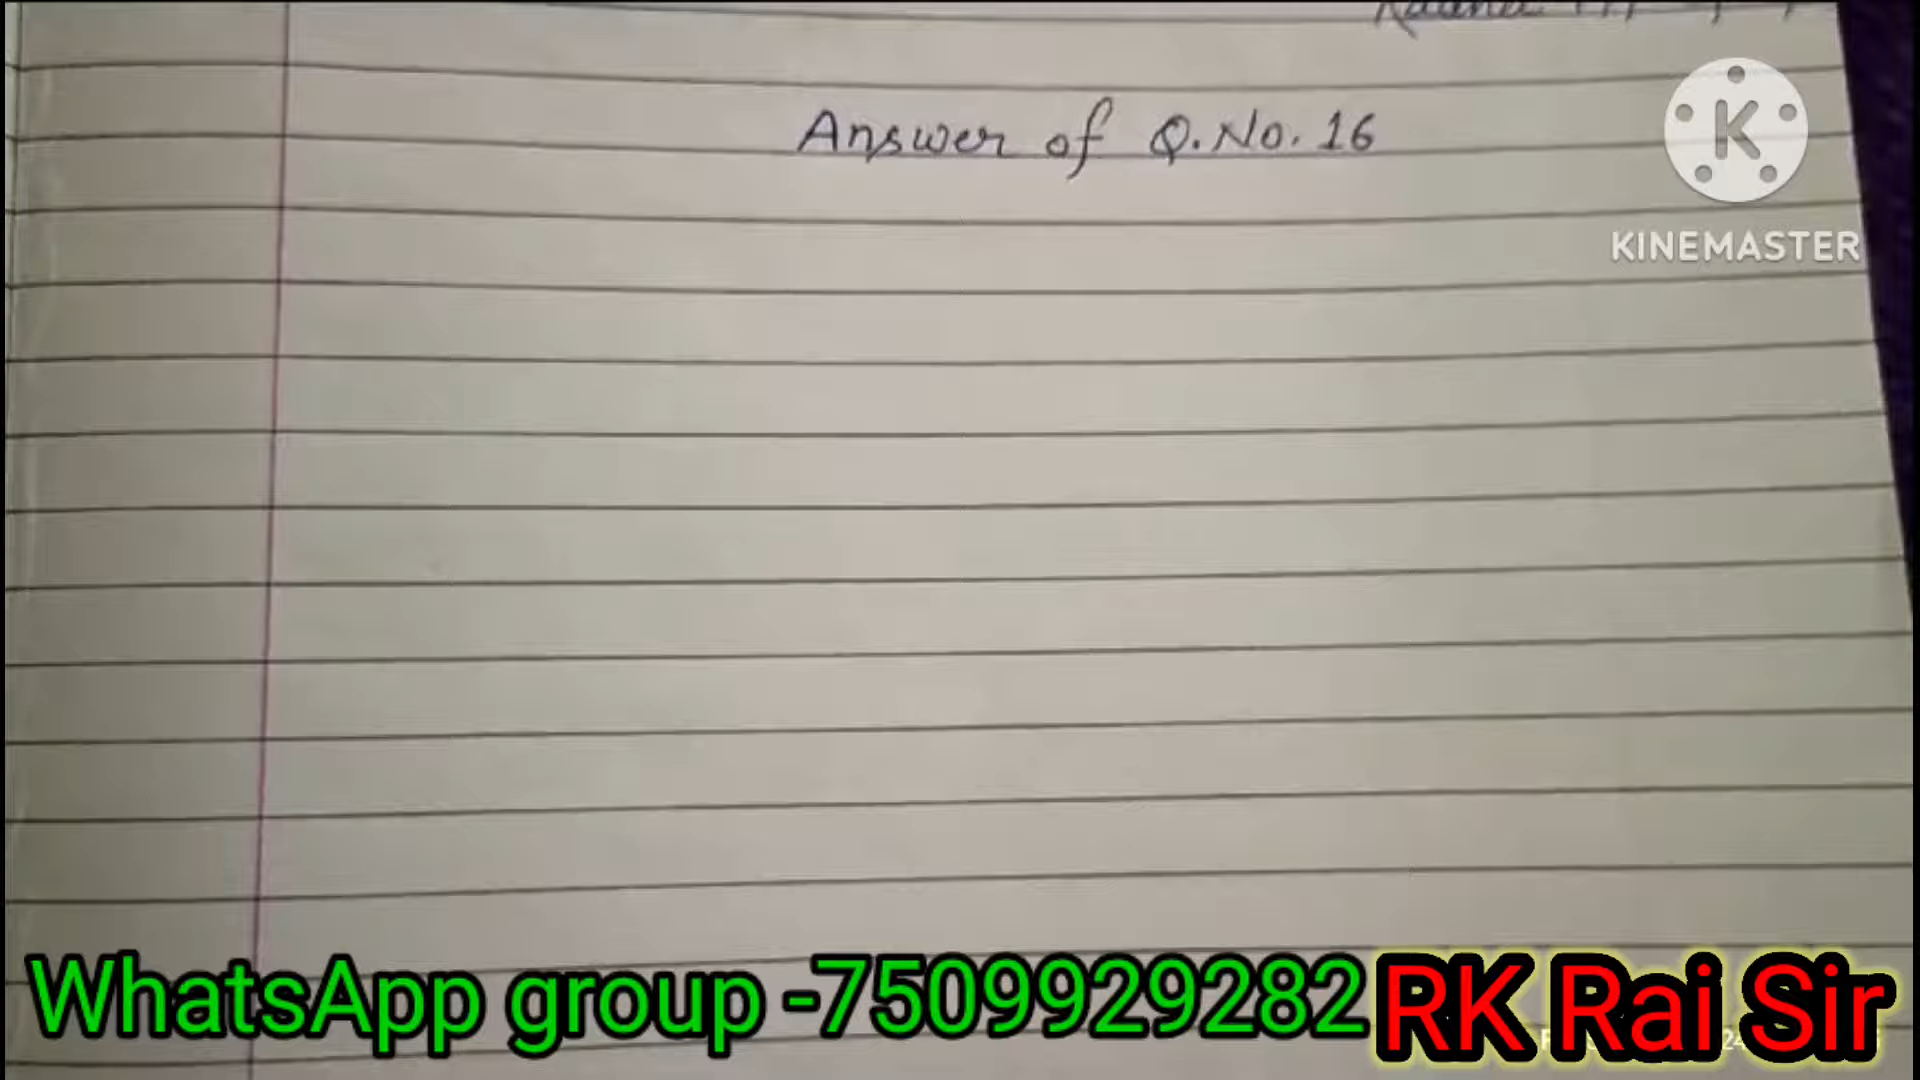 Answer of Q.No.16
K
KINEMASTER
WhatsApp group -7509929282 RK Rai Sir